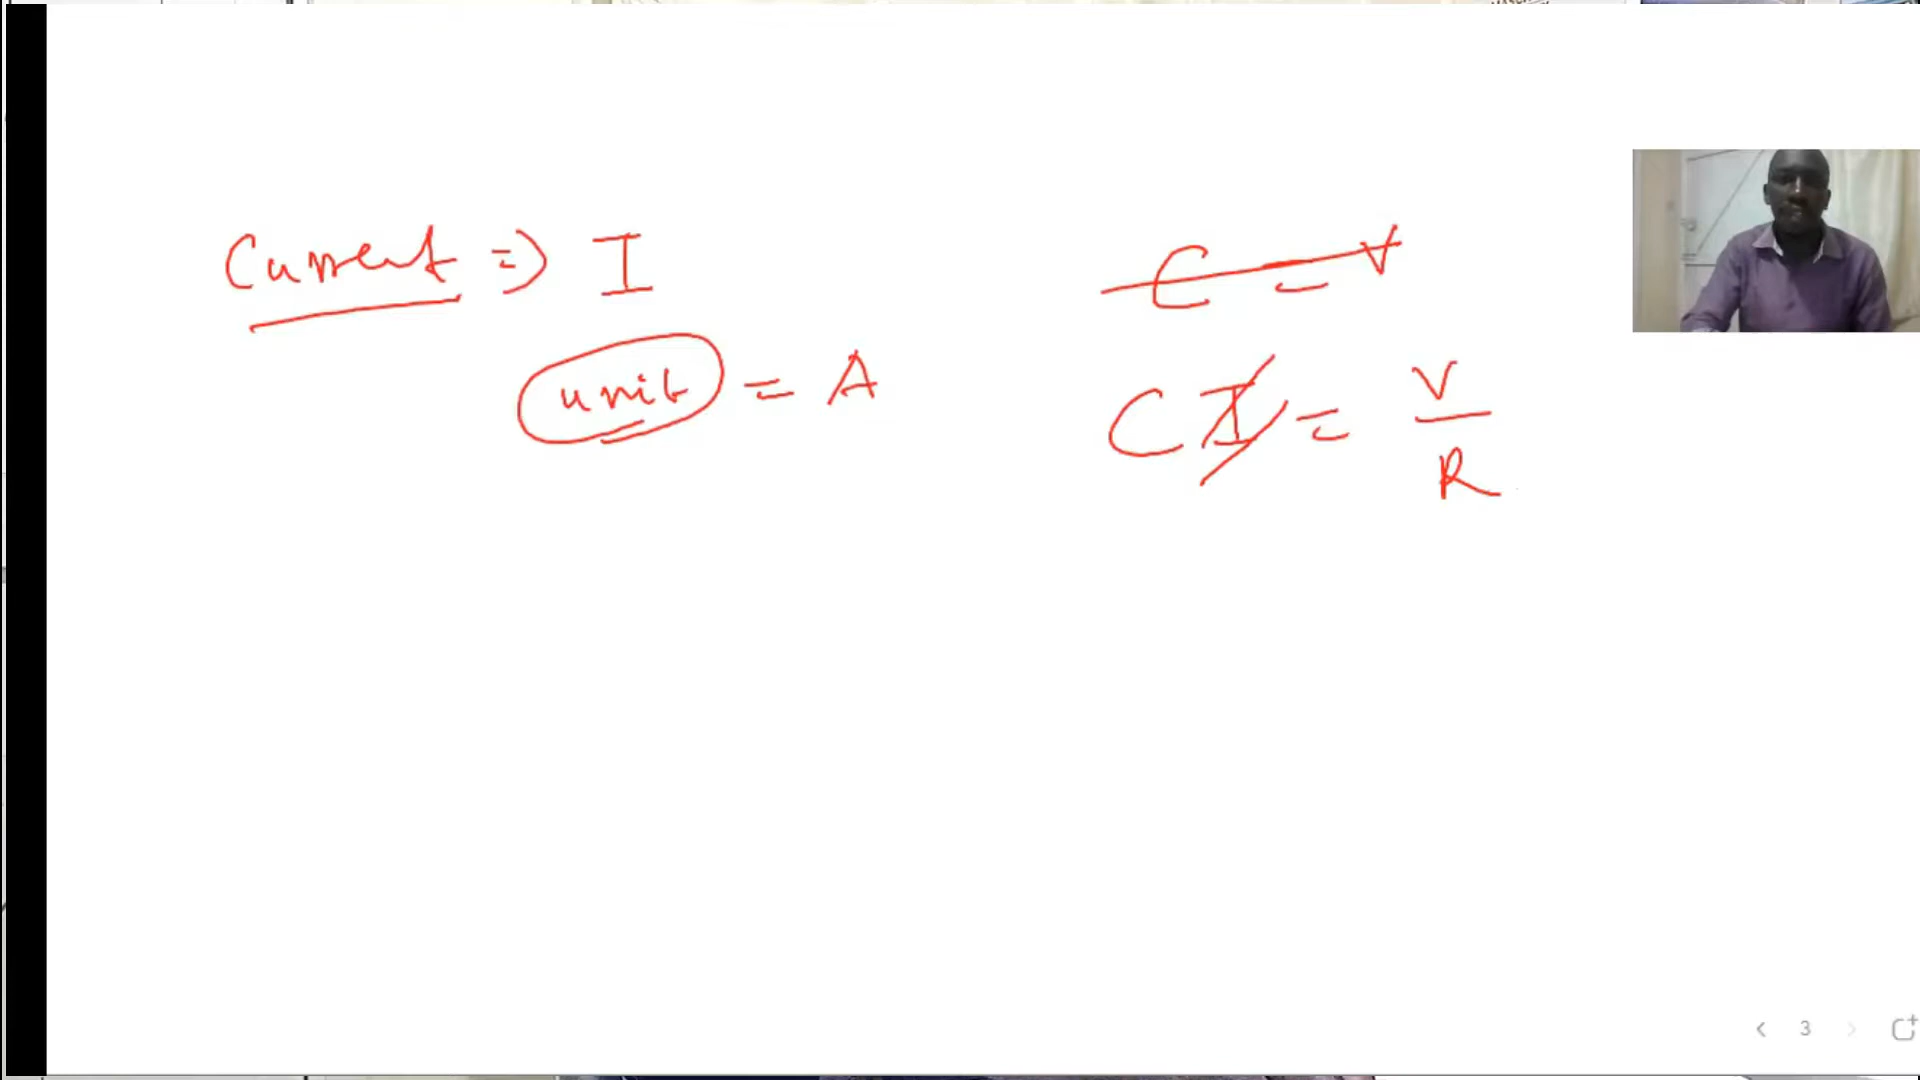 Current => I
unit = A
C = V
C I = V
R
3